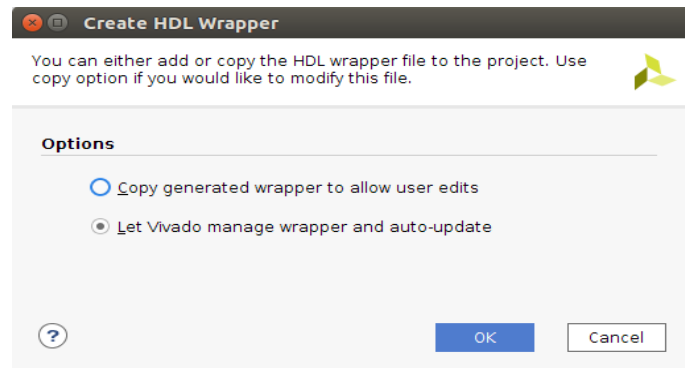 Create HDL Wrapper
You can either add or copy the HDL wrapper file to the project. Use
copy option if you would like to modify this file.
Options
Copy generated wrapper to allow user edits
Let Vivado manage wrapper and auto-update
?
OK
Cancel